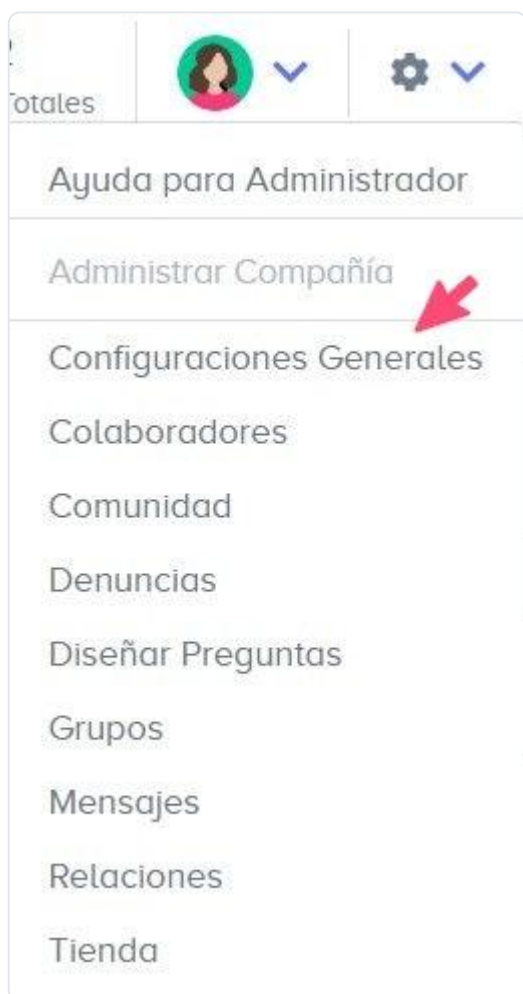 Totales
Ayuda para Administrador
Administrar Compañía
Configuraciones Generales
Colaboradores
Comunidad
Denuncias
Diseñar Preguntas
Grupos
Mensajes
Relaciones
Tienda